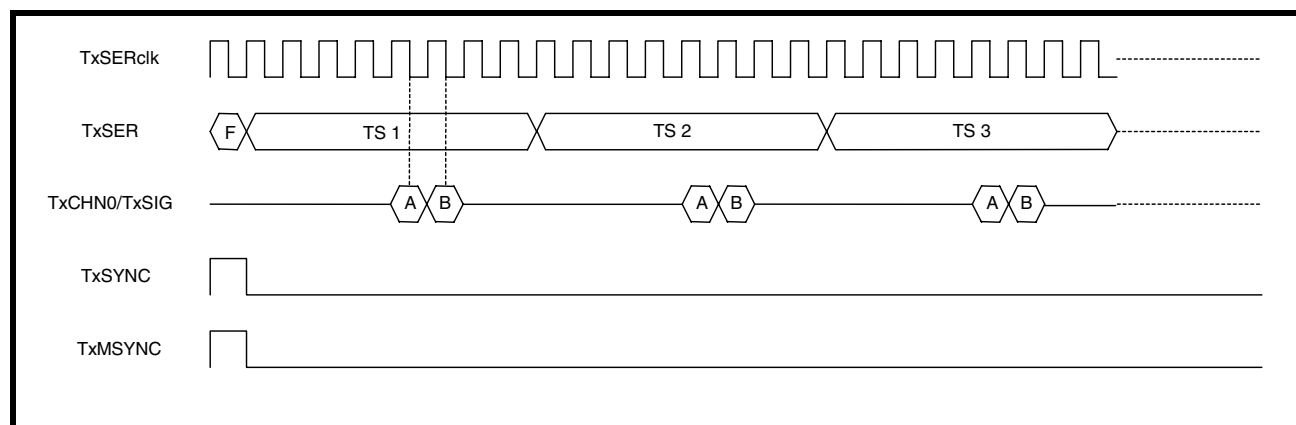 TxSERclk
TxSER F TS 1 TS 2 TS 3
TxCHN0/TxSIG A B A B A B
TxSYNC
TxMSYNC